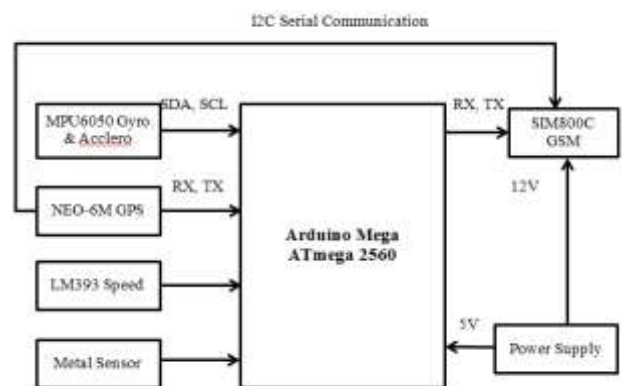 I2C Serial Communication
SDA, SCL
RX, TX
MPU6050 Gyro
& Acclero
SIM800C
GSM
RX, TX
12V
NEO-6M GPS
Arduino Mega
ATmega 2560
LM393 Speed
5V
Power Supply
Metal Sensor